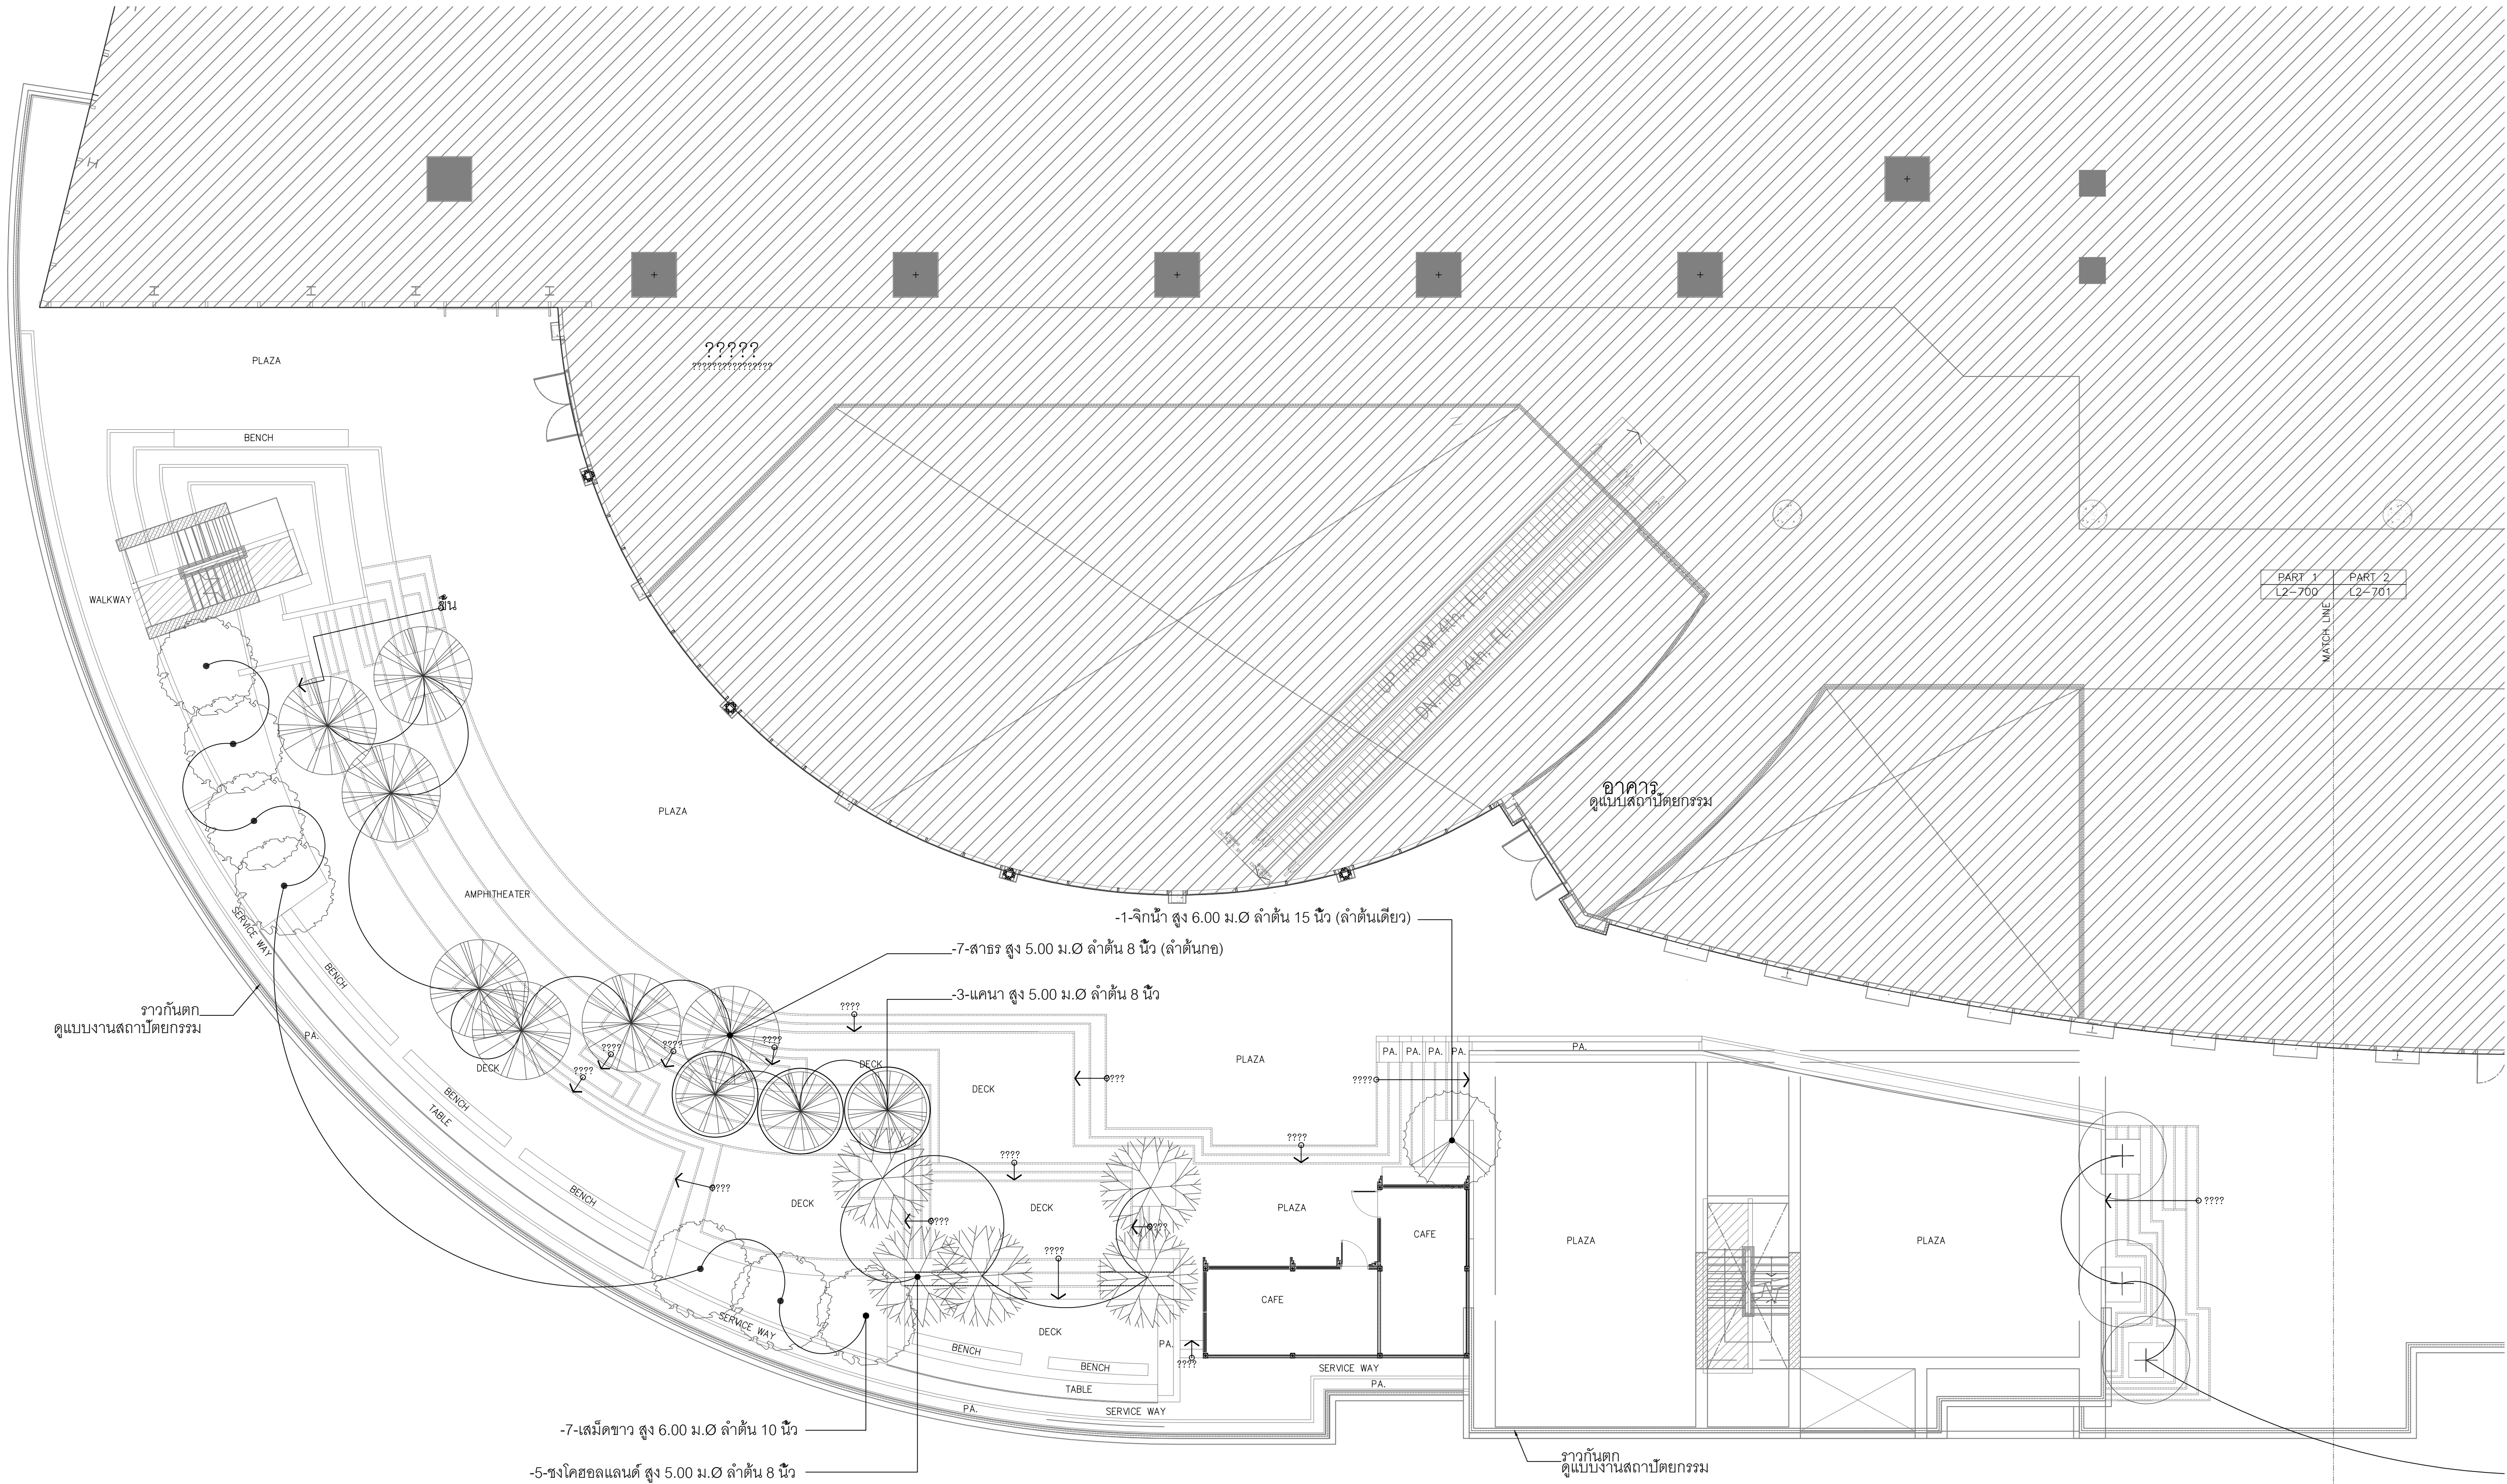 PLAZA
?????
???????????????
BENCH
WALKWAY
ขึ้น
UP FROM 4th. FL.
DN. TO 4th. FL.
PART 1 PART 2
L2-700 L2-701
MATCH LINE
PLAZA
อาคาร
ดูแบบสถาปัตยกรรม
AMPHITHEATER
SERVICE WAY
-1-จิกน้ำ สูง 6.00 ม.Ø ลำต้น 15 นิ้ว (ลำต้นเดียว)
-7-สาธร สูง 5.00 ม.Ø ลำต้น 8 นิ้ว (ลำต้นกอ)
-3-แคนา สูง 5.00 ม.Ø ลำต้น 8 นิ้ว
BENCH
ราวกันตก
ดูแบบงานสถาปัตยกรรม
PA.
????
????
????
????
????
DECK
DECK
DECK
????
PLAZA
????
PA. PA. PA. PA.
PA.
BENCH
TABLE
BENCH
????
????
????
DECK
????
DECK
????
????
DECK
PLAZA
CAFE
CAFE
PLAZA
PLAZA
????
SERVICE WAY
BENCH
BENCH
TABLE
PA.
????
SERVICE WAY
PA.
PA.
SERVICE WAY
-7-เสม็ดขาว สูง 6.00 ม.Ø ลำต้น 10 นิ้ว
-5-ชงโคฮอลแลนด์ สูง 5.00 ม.Ø ลำต้น 8 นิ้ว
ราวกันตก
ดูแบบงานสถาปัตยกรรม